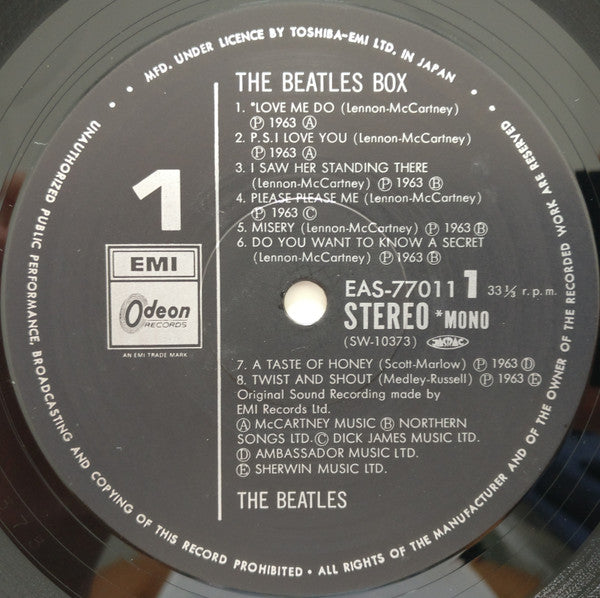 • MFD. UNDER LICENCE BY TOSHIBA-EMI LTD. IN JAPAN •
THE BEATLES BOX
1. *LOVE ME DO (Lennon-McCartney)
Ⓟ 1963 Ⓐ
2. P.S.I LOVE YOU (Lennon-McCartney)
Ⓟ 1963 Ⓐ
3. I SAW HER STANDING THERE
(Lennon-McCartney) Ⓟ 1963 Ⓑ
4. PLEASE PLEASE ME (Lennon-McCartney)
Ⓟ 1963 Ⓒ
5. MISERY (Lennon-McCartney) Ⓟ 1963 Ⓑ
6. DO YOU WANT TO KNOW A SECRET
(Lennon-McCartney) Ⓟ 1963 Ⓑ
1
EMI
Odeon
RECORDS
AN EMI TRADE MARK
EAS-77011 1 33 1/3 r.p.m.
STEREO *MONO
(SW-10373) JASRAC
7. A TASTE OF HONEY (Scott-Marlow) Ⓟ 1963 Ⓓ
8. TWIST AND SHOUT (Medley-Russell) Ⓟ 1963 Ⓔ
Original Sound Recording made by
EMI Records Ltd.
Ⓐ McCARTNEY MUSIC Ⓑ NORTHERN
SONGS LTD. Ⓒ DICK JAMES MUSIC LTD.
Ⓓ AMBASSADOR MUSIC LTD.
Ⓔ SHERWIN MUSIC LTD.
THE BEATLES
• UNAUTHORIZED PUBLIC PERFORMANCE, BROADCASTING AND COPYING OF THIS RECORD PROHIBITED • ALL RIGHTS OF THE MANUFACTURER AND OF THE OWNER OF THE RECORDED WORK ARE RESERVED •